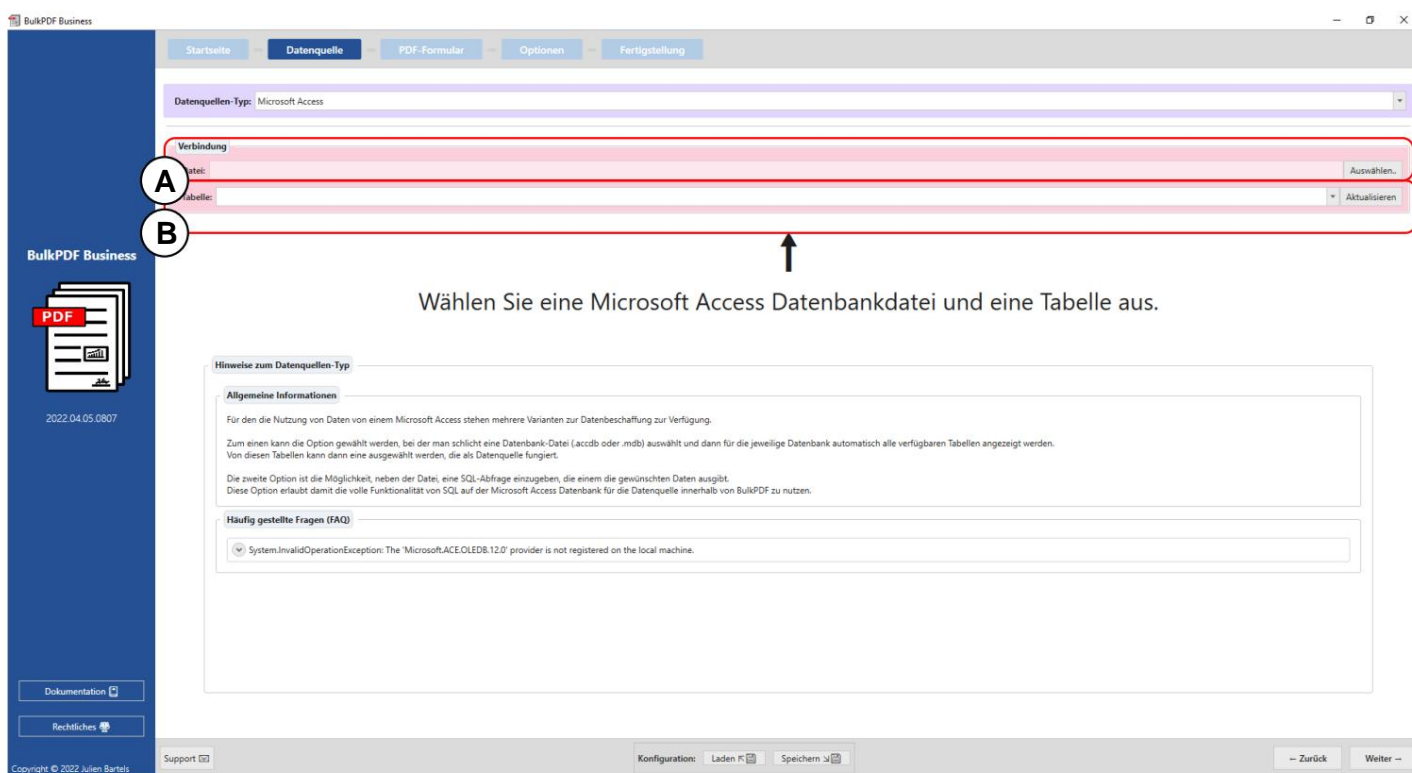 BulkPDF Business
Startseite Datenquelle PDF-Formular Optionen Fertigstellung
Datenquellen-Typ: Microsoft Access
Verbindung
Datei: Auswählen..
A
Tabelle: Aktualisieren
B
BulkPDF Business
PDF
2022.04.05.0807
Wählen Sie eine Microsoft Access Datenbankdatei und eine Tabelle aus.
Hinweise zum Datenquellen-Typ
Allgemeine Informationen
Für den die Nutzung von Daten von einem Microsoft Access stehen mehrere Varianten zur Datenbeschaffung zur Verfügung.
Zum einen kann die Option gewählt werden, bei der man schlicht eine Datenbank-Datei (.accdb oder .mdb) auswählt und dann für die jeweilige Datenbank automatisch alle verfügbaren Tabellen angezeigt werden.
Von diesen Tabellen kann dann eine ausgewählt werden, die als Datenquelle fungiert.
Die zweite Option ist die Möglichkeit, neben der Datei, eine SQL-Abfrage einzugeben, die einem die gewünschten Daten ausgibt.
Diese Option erlaubt damit die volle Funktionalität von SQL auf der Microsoft Access Datenbank für die Datenquelle innerhalb von BulkPDF zu nutzen.
Häufig gestellte Fragen (FAQ)
System.InvalidOperationException: The 'Microsoft.ACE.OLEDB.12.0' provider is not registered on the local machine.
Dokumentation
Rechtliches
Copyright © 2022 Julien Bartels
Support
Konfiguration: Laden Speichern
← Zurück Weiter →